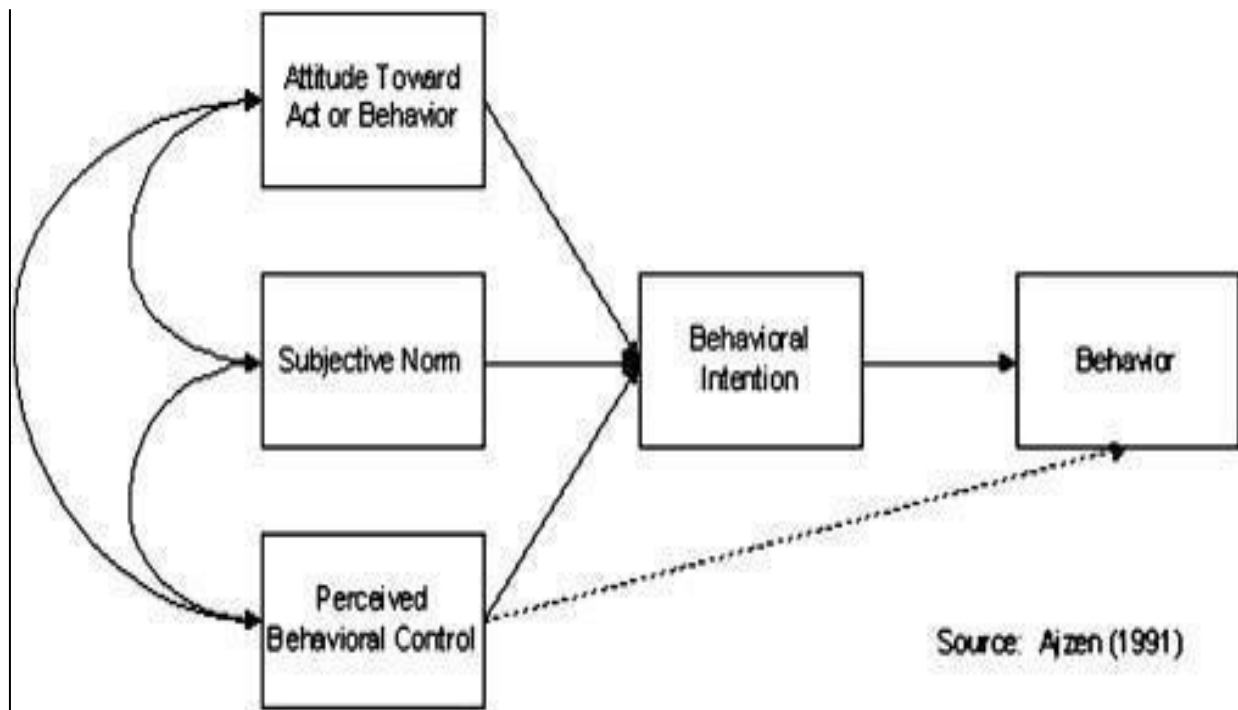 Attitude Toward
Act or Behavior
Subjective Norm
Behavioral
Intention
Behavior
Perceived
Behavioral Control
Source: Ajzen (1991)